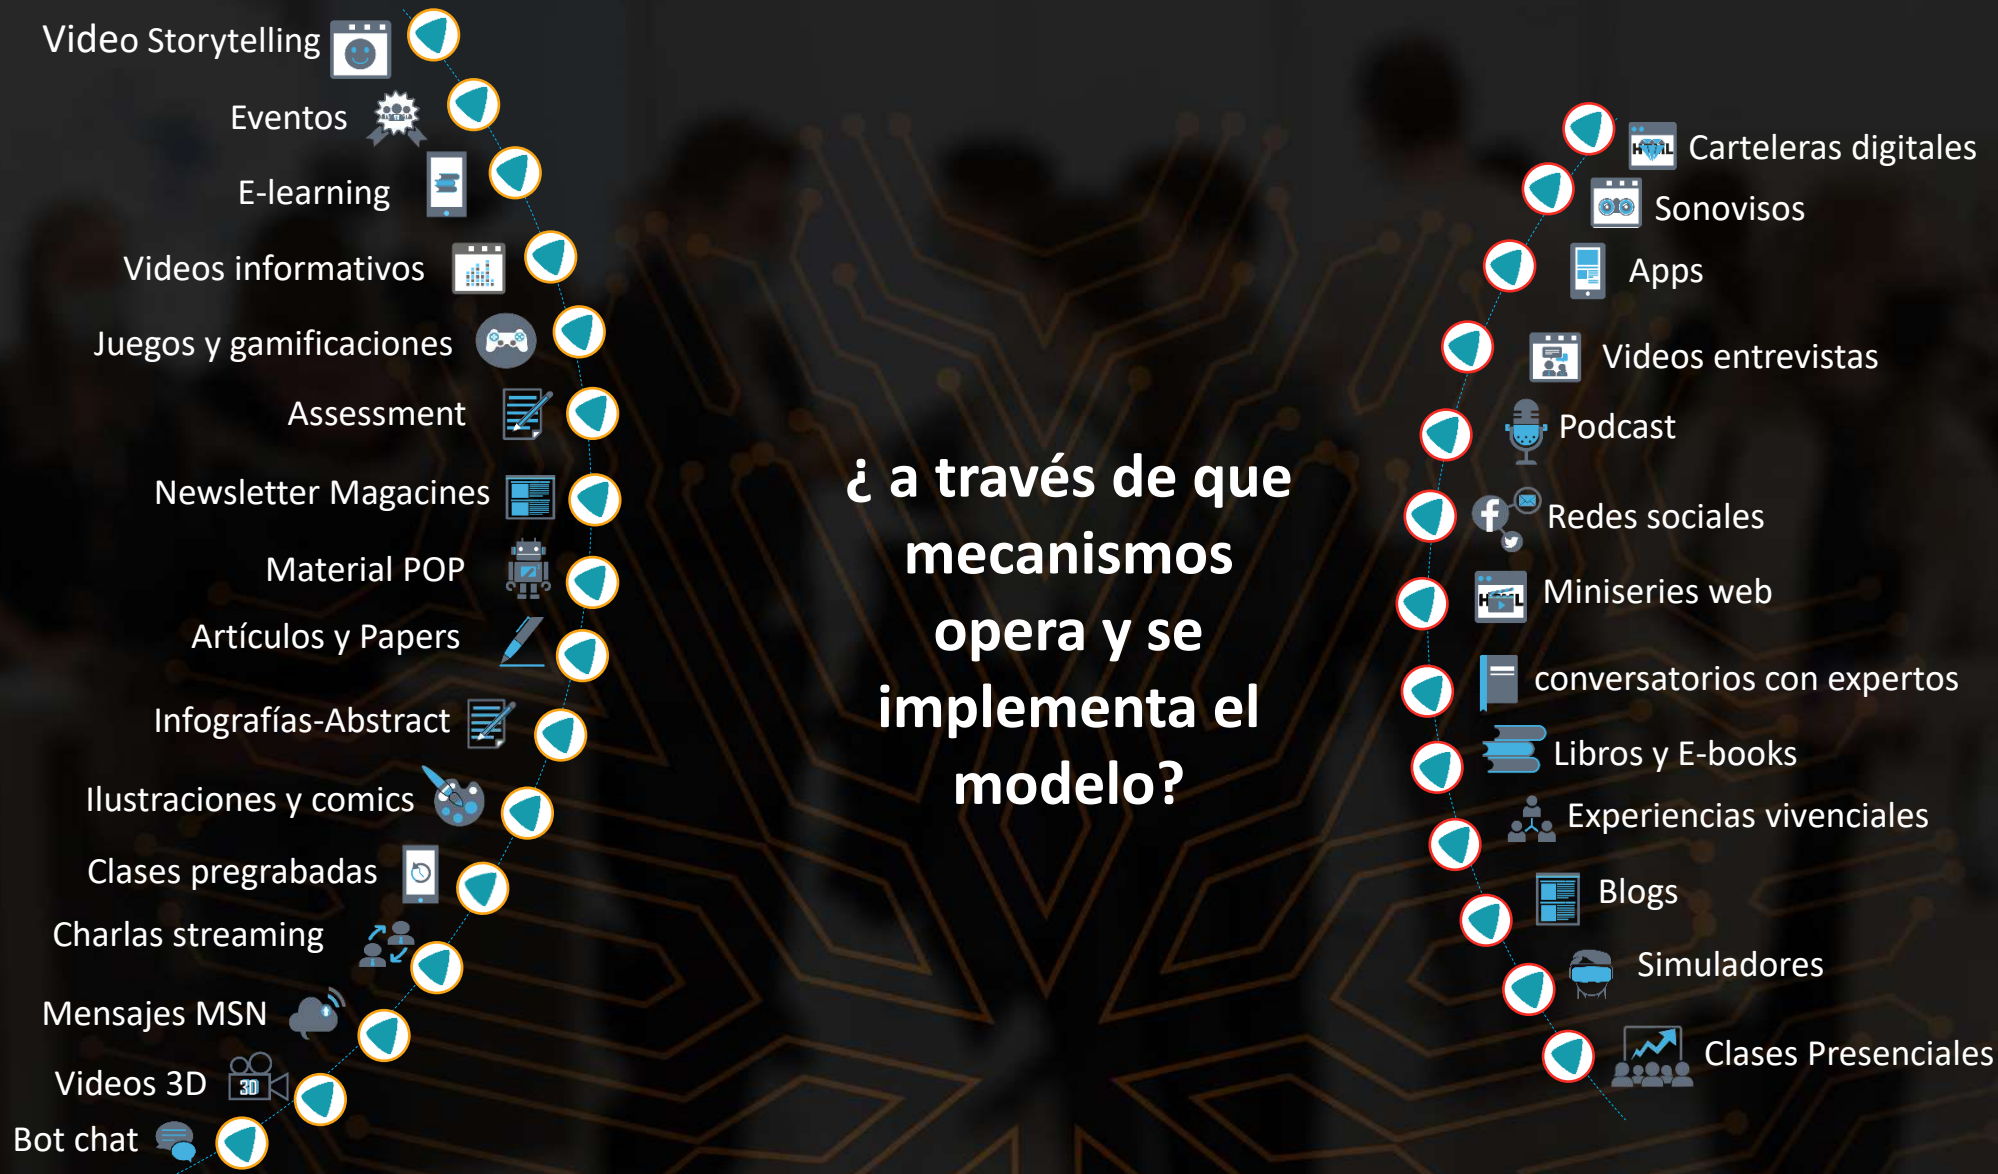 Video Storytelling
Eventos
E-learning
Videos informativos
Juegos y gamificaciones
Assessment
Newsletter Magacines
Material POP
Artículos y Papers
Infografías-Abstract
Ilustraciones y comics
Clases pregrabadas
Charlas streaming
Mensajes MSN
Videos 3D
3D
Bot chat
¿ a través de que
mecanismos
opera y se
implementa el
modelo?
Carteleras digitales
Sonovisos
Apps
Videos entrevistas
Podcast
Redes sociales
Miniseries web
conversatorios con expertos
Libros y E-books
Experiencias vivenciales
Blogs
Simuladores
Clases Presenciales